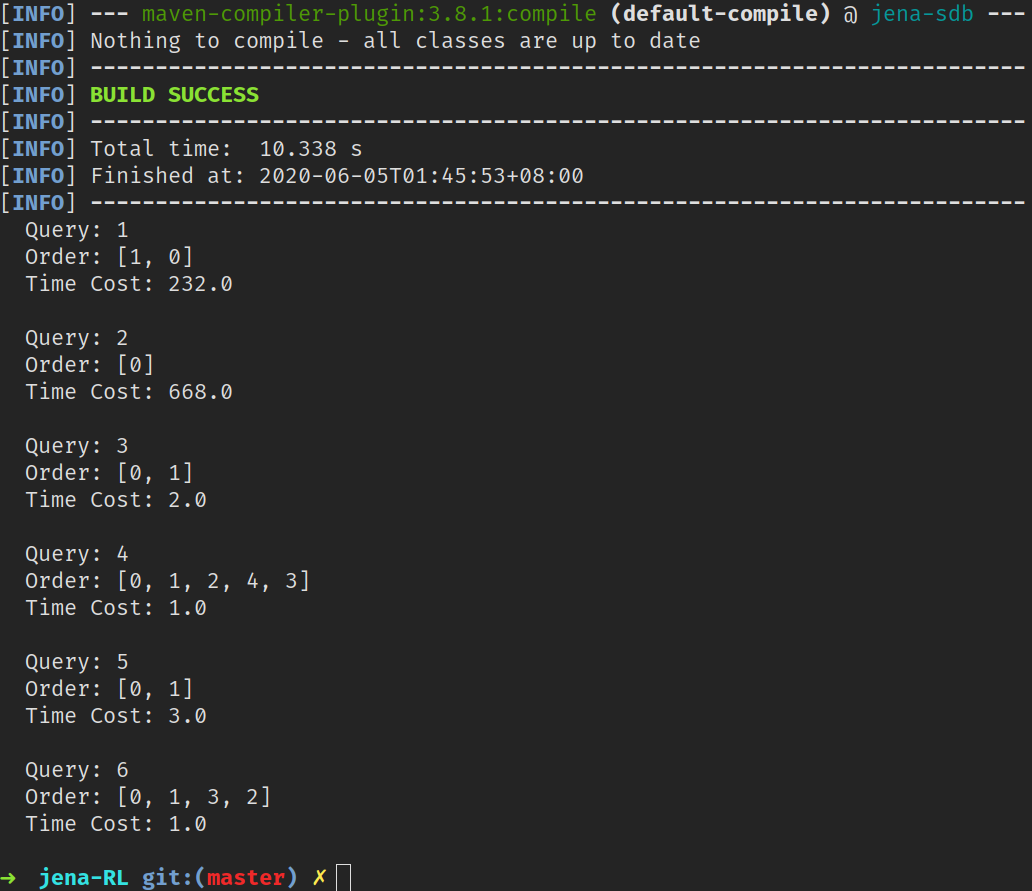 [INFO] --- maven-compiler-plugin:3.8.1:compile (default-compile) @ jena-sdb ---
[INFO] Nothing to compile - all classes are up to date
[INFO] ------------------------------------------------------------------------
[INFO] BUILD SUCCESS
[INFO] ------------------------------------------------------------------------
[INFO] Total time:  10.338 s
[INFO] Finished at: 2020-06-05T01:45:53+08:00
[INFO] ------------------------------------------------------------------------
Query: 1
Order: [1, 0]
Time Cost: 232.0
Query: 2
Order: [0]
Time Cost: 668.0
Query: 3
Order: [0, 1]
Time Cost: 2.0
Query: 4
Order: [0, 1, 2, 4, 3]
Time Cost: 1.0
Query: 5
Order: [0, 1]
Time Cost: 3.0
Query: 6
Order: [0, 1, 3, 2]
Time Cost: 1.0
→ jena-RL git:(master) ✗